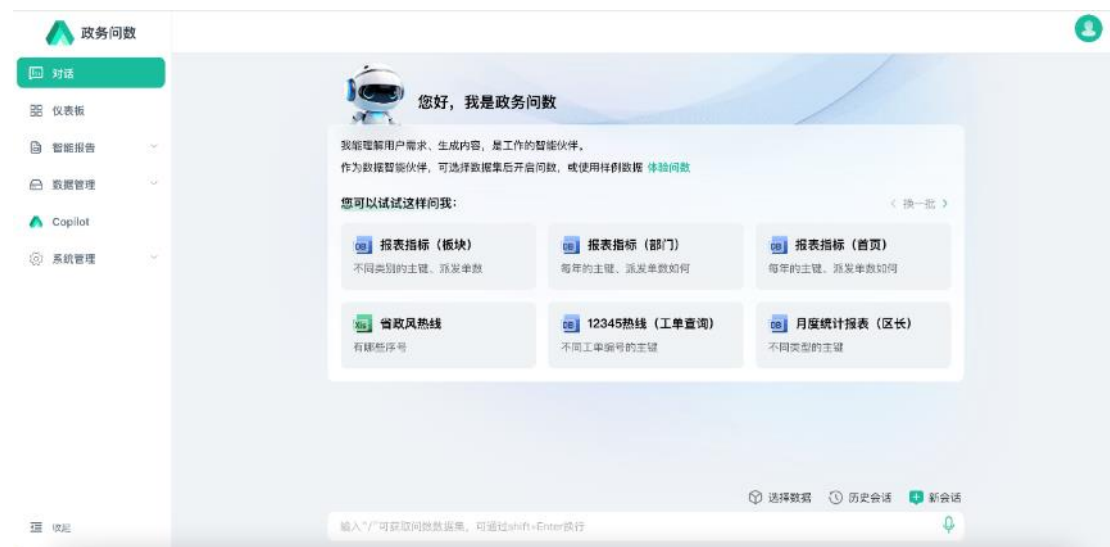 政务问数
对话
仪表板
智能报告
数据管理
Copilot
系统管理
收起
您好，我是政务问数
我能理解用户需求、生成内容，是工作的智能伙伴。
作为数据智能伙伴，可选择数据集后开启问数，或使用样例数据 体验问数
您可以试试这样问我：
换一批
报表指标（板块）
不同类别的主键、派发单数
报表指标（部门）
每年的主键、派发单数如何
报表指标（首页）
每年的主键、派发单数如何
省政风热线
有哪些序号
12345热线（工单查询）
不同工单编号的主键
月度统计报表（区长）
不同类型的主键
选择数据 历史会话 新会话
输入"/"可获取问数数据集，可通过shift+Enter换行